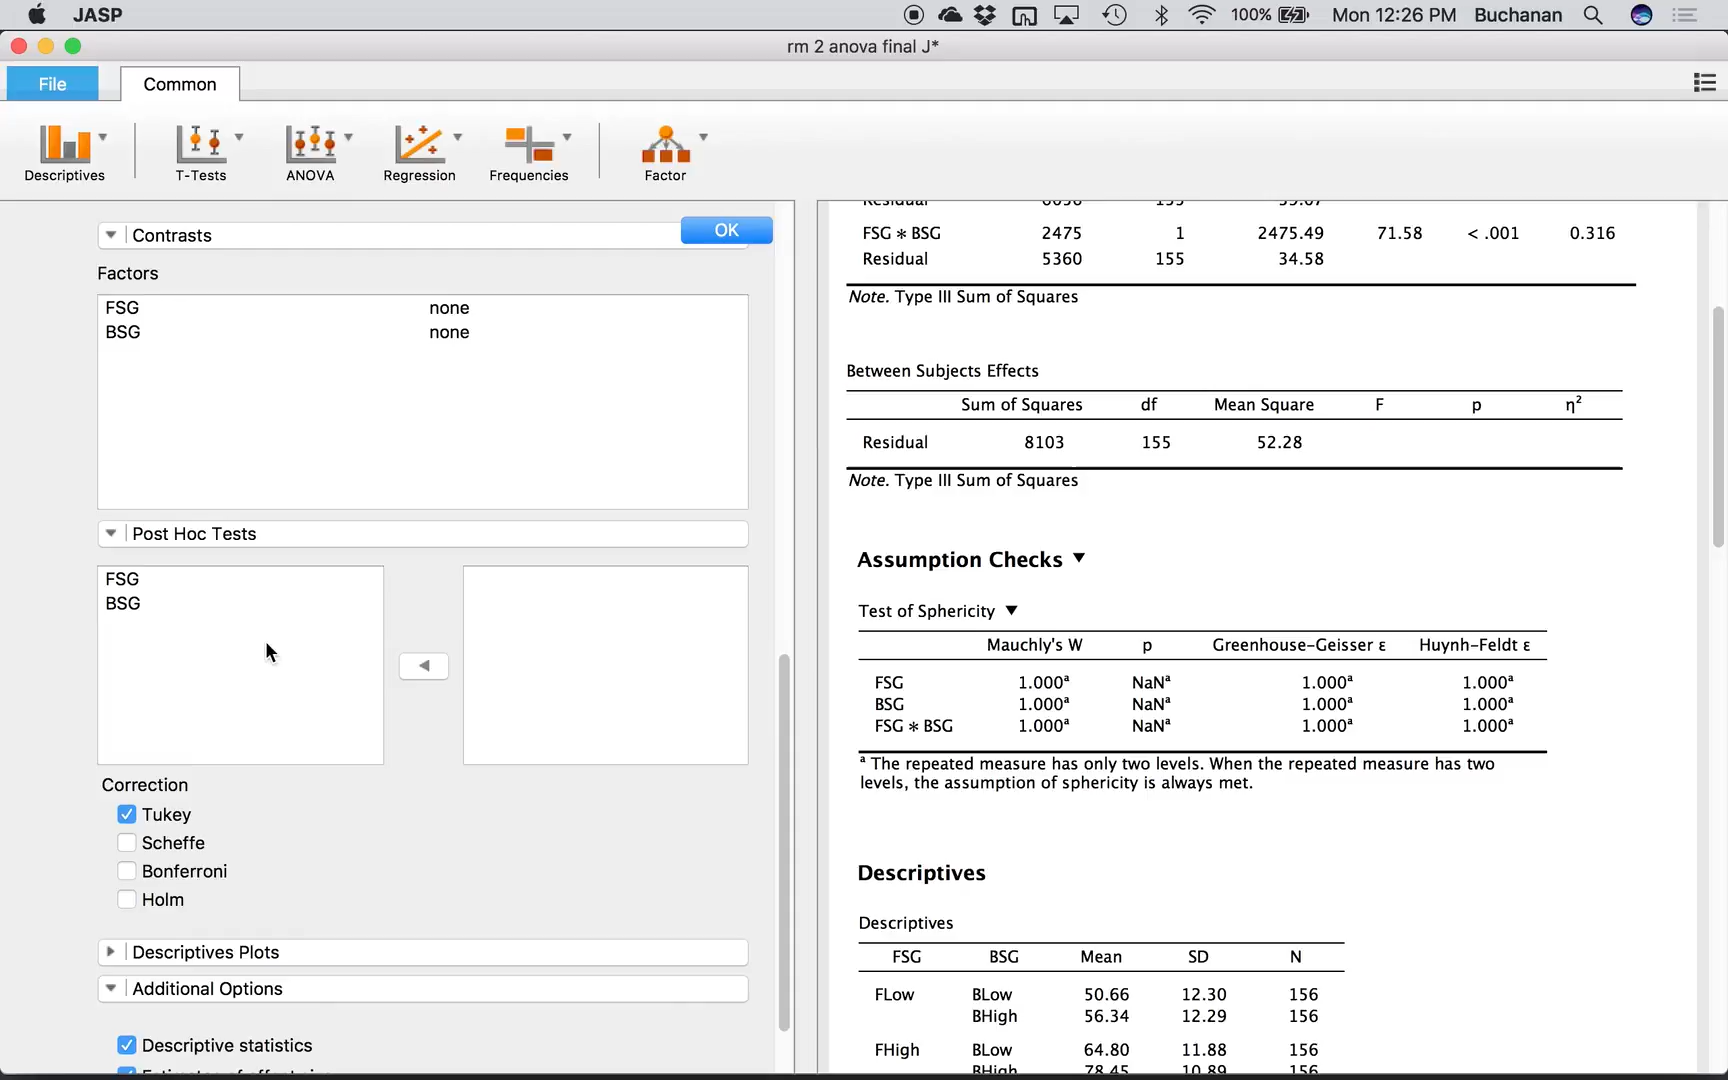 JASP 100% Mon 12:26 PM Buchanan
rm 2 anova final J*
File Common
Descriptives T-Tests ANOVA Regression Frequencies Factor
Contrasts OK
Factors
FSG none
BSG none
Post Hoc Tests
FSG
BSG
Correction
Tukey
Scheffe
Bonferroni
Holm
Descriptives Plots
Additional Options
Descriptive statistics
Residual 155
FSG * BSG 2475 1 2475.49 71.58 < .001 0.316
Residual 5360 155 34.58
Note. Type III Sum of Squares
Between Subjects Effects
Sum of Squares df Mean Square F p η²
Residual 8103 155 52.28
Note. Type III Sum of Squares
Assumption Checks
Test of Sphericity
Mauchly's W p Greenhouse-Geisser ε Huynh-Feldt ε
FSG 1.000ᵃ NaNᵃ 1.000ᵃ 1.000ᵃ
BSG 1.000ᵃ NaNᵃ 1.000ᵃ 1.000ᵃ
FSG * BSG 1.000ᵃ NaNᵃ 1.000ᵃ 1.000ᵃ
ᵃ The repeated measure has only two levels. When the repeated measure has two
levels, the assumption of sphericity is always met.
Descriptives
Descriptives
FSG BSG Mean SD N
FLow BLow 50.66 12.30 156
BHigh 56.34 12.29 156
FHigh BLow 64.80 11.88 156
BHigh 78.45 10.89 156